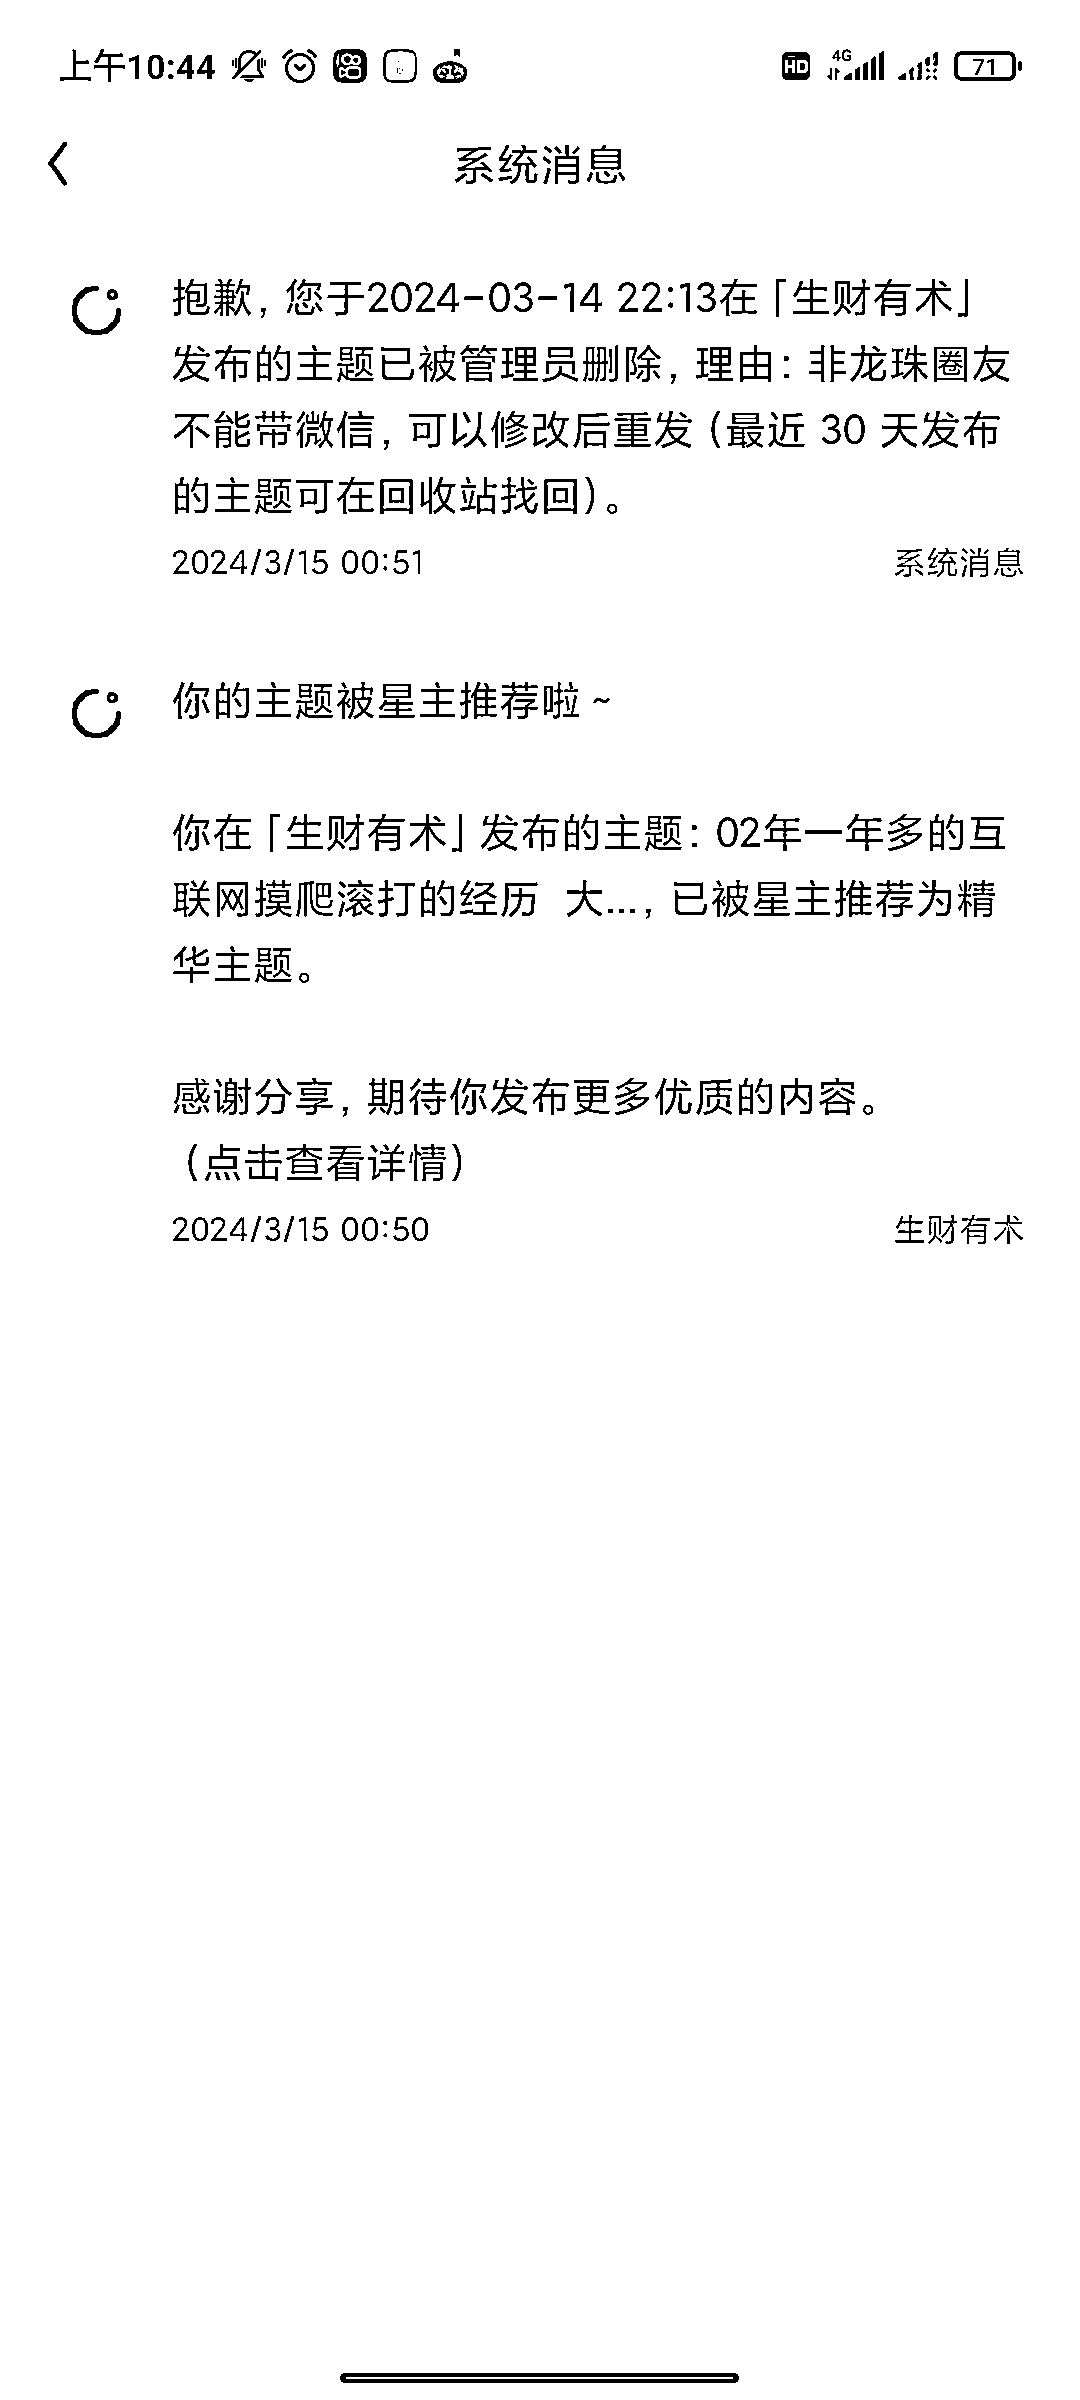 上午10:44
HD 4G 71
系统消息
抱歉，您于2024-03-14 22:13在「生财有术」
发布的主题已被管理员删除，理由：非龙珠圈友
不能带微信，可以修改后重发（最近 30 天发布
的主题可在回收站找回）。
2024/3/15 00:51 系统消息
你的主题被星主推荐啦 ~
你在「生财有术」发布的主题：02年一年多的互
联网摸爬滚打的经历 大...，已被星主推荐为精
华主题。
感谢分享，期待你发布更多优质的内容。
（点击查看详情）
2024/3/15 00:50 生财有术